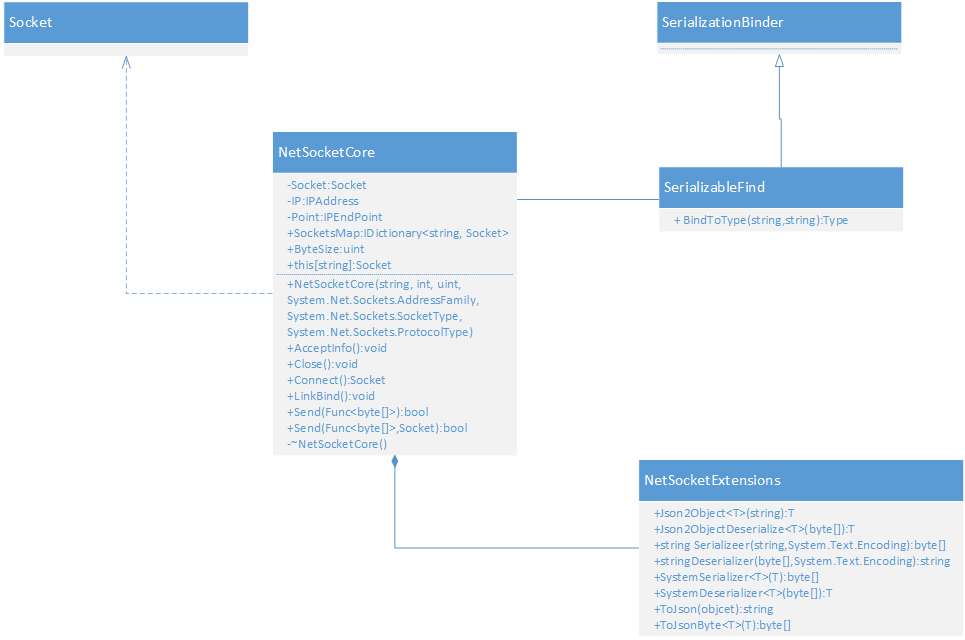 Socket
SerializationBinder
NetSocketCore
-Socket:Socket
-IP:IPAddress
-Point:IPEndPoint
+SocketsMap:IDictionary<string, Socket>
+ByteSize:uint
+this[string]:Socket
+NetSocketCore(string, int, uint,
System.Net.Sockets.AddressFamily,
System.Net.Sockets.SocketType,
System.Net.Sockets.ProtocolType)
+AcceptInfo():void
+Close():void
+Connect():Socket
+LinkBind():void
+Send(Func<byte[]>):bool
+Send(Func<byte[]>,Socket):bool
-~NetSocketCore()
SerializableFind
+ BindToType(string,string):Type
NetSocketExtensions
+Json2Object<T>(string):T
+Json2ObjectDeserialize<T>(byte[]):T
+string Serializeer(string,System.Text.Encoding):byte[]
+stringDeserializer(byte[],System.Text.Encoding):string
+SystemSerializer<T>(T):byte[]
+SystemDeserializer<T>(byte[]):T
+ToJson(objcet):string
+ToJsonByte<T>(T):byte[]